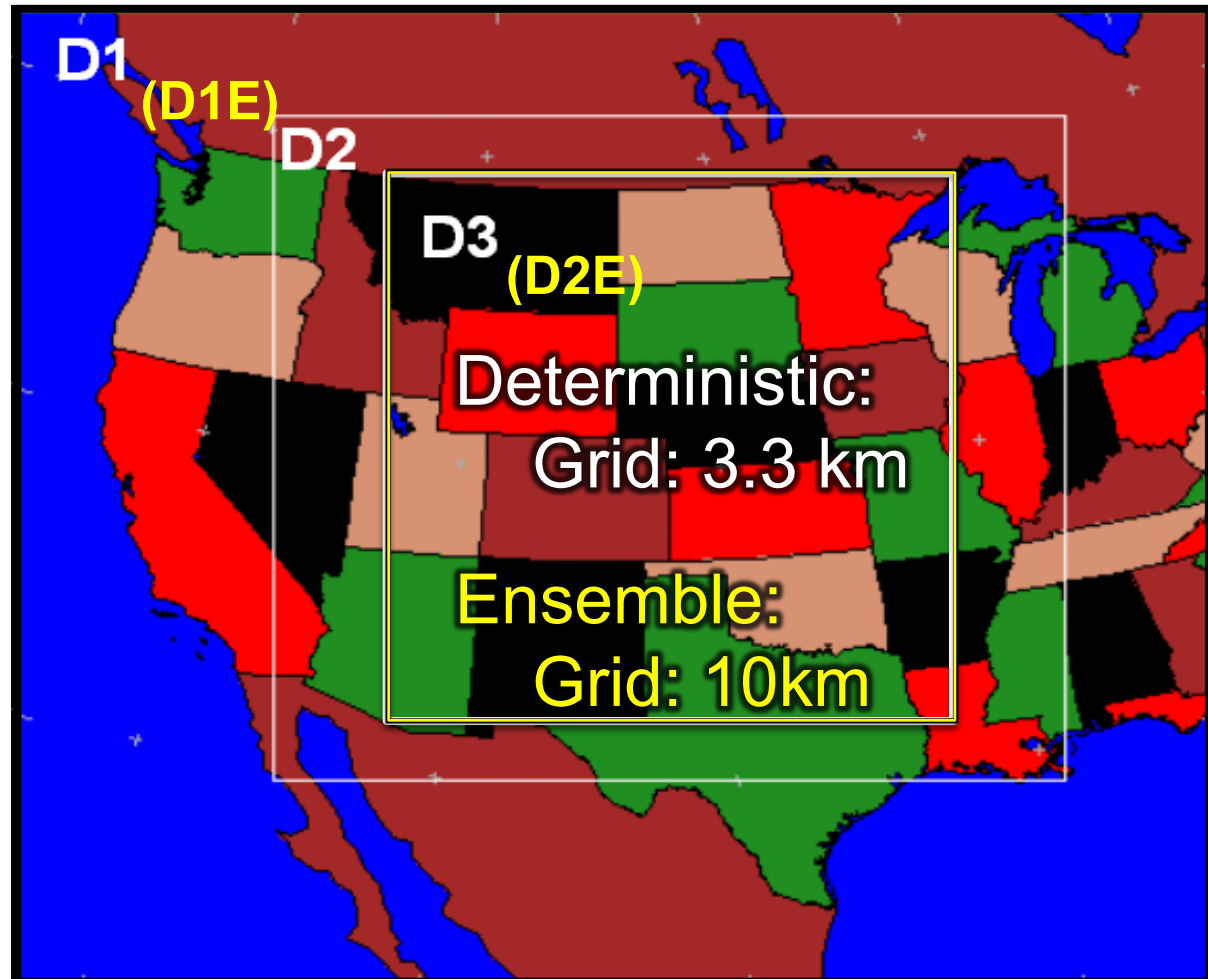 D1
(D1E)
D2
D3
(D2E)
Deterministic:
Grid: 3.3 km
Ensemble:
Grid: 10km